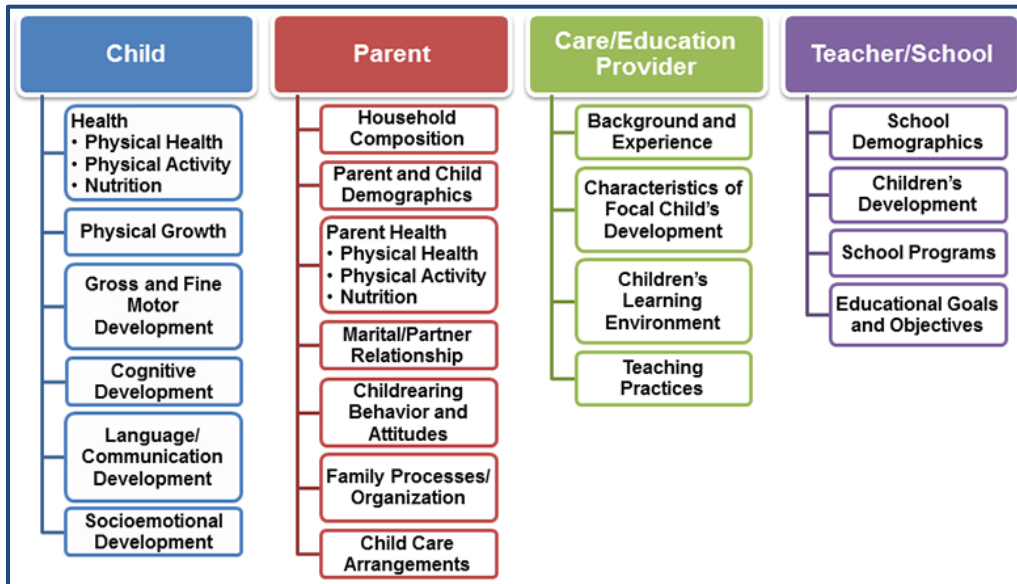 Child
Health
• Physical Health
• Physical Activity
• Nutrition
Physical Growth
Gross and Fine
Motor
Development
Cognitive
Development
Language/
Communication
Development
Socioemotional
Development
Parent
Household
Composition
Parent and Child
Demographics
Parent Health
• Physical Health
• Physical Activity
• Nutrition
Marital/Partner
Relationship
Childrearing
Behavior and
Attitudes
Family Processes/
Organization
Child Care
Arrangements
Care/Education
Provider
Background and
Experience
Characteristics of
Focal Child's
Development
Children's
Learning
Environment
Teaching
Practices
Teacher/School
School
Demographics
Children's
Development
School Programs
Educational Goals
and Objectives